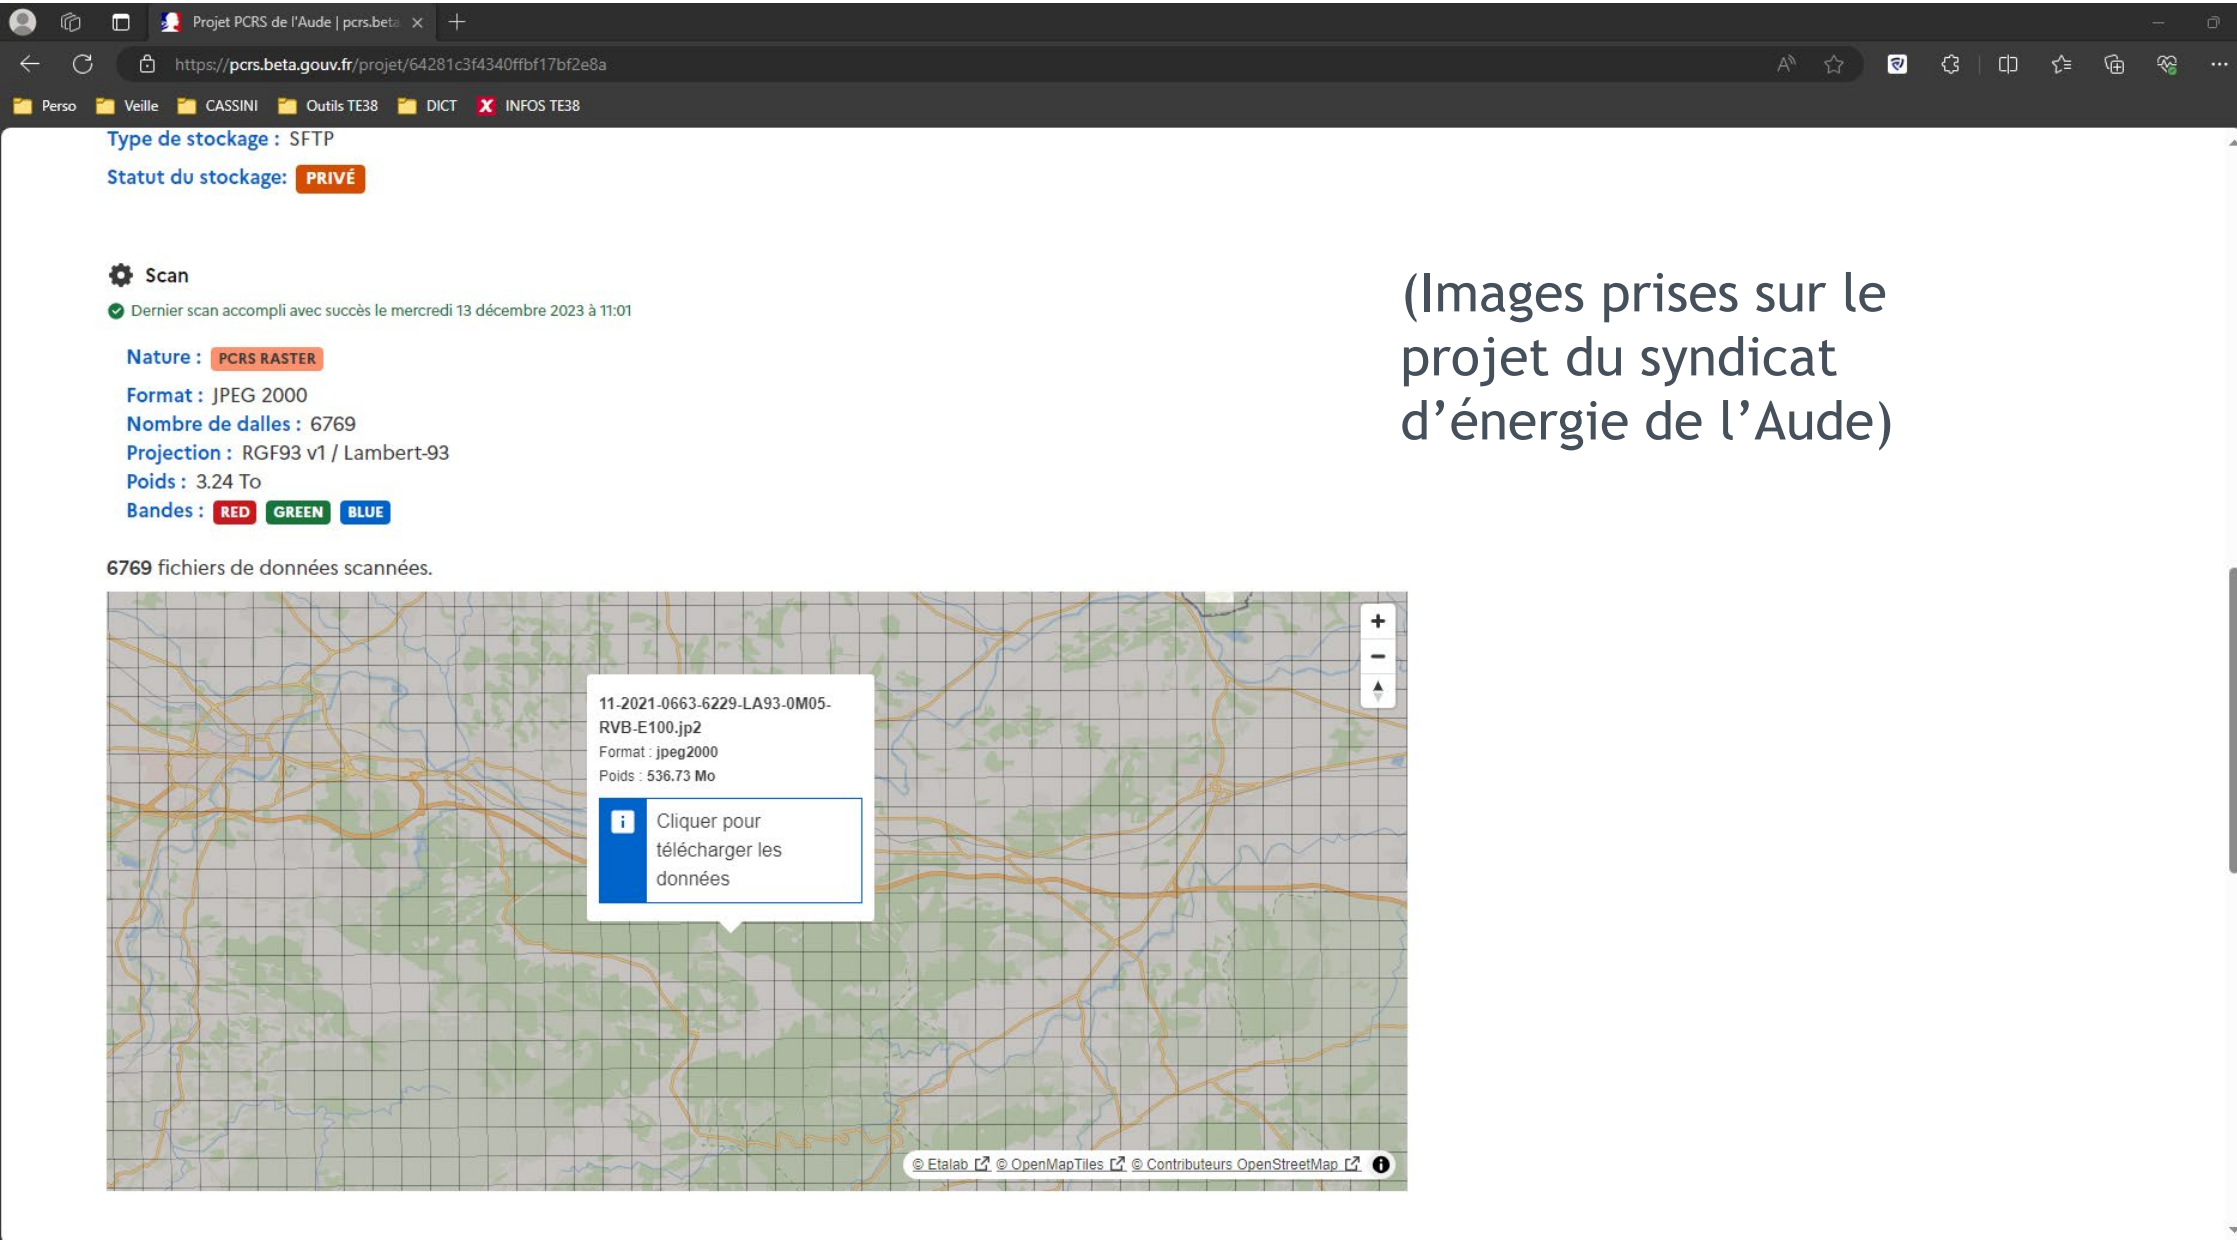 Projet PCRS de l'Aude | pcrs.beta
https://pcrs.beta.gouv.fr/projet/64281c3f4340ffbf17bf2e8a
Perso Veille CASSINI Outils TE38 DICT X INFOS TE38
Type de stockage : SFTP
Statut du stockage: PRIVÉ
Scan
Dernier scan accompli avec succès le mercredi 13 décembre 2023 à 11:01
Nature : PCRS RASTER
Format : JPEG 2000
Nombre de dalles : 6769
Projection : RGF93 v1 / Lambert-93
Poids : 3.24 To
Bandes : RED GREEN BLUE
6769 fichiers de données scannées.
(Images prises sur le
projet du syndicat
d’énergie de l’Aude)
11-2021-0663-6229-LA93-0M05-
RVB-E100.jp2
Format : jpeg2000
Poids : 536.73 Mo
Cliquer pour
télécharger les
données
© Etalab © OpenMapTiles © Contributeurs OpenStreetMap